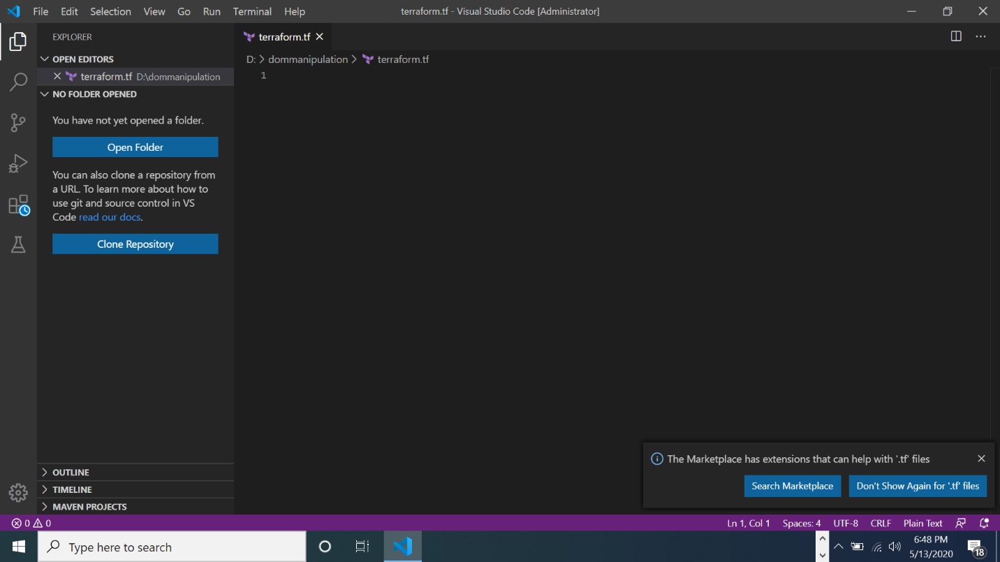 File Edit Selection View Go Run Terminal Help
terraform.tf - Visual Studio Code [Administrator]
EXPLORER
terraform.tf
OPEN EDITORS
D: dommanipulation terraform.tf
terraform.tf D:\dommanipulation
1
NO FOLDER OPENED
You have not yet opened a folder.
Open Folder
You can also clone a repository from
a URL. To learn more about how to
use git and source control in VS
Code read our docs.
Clone Repository
The Marketplace has extensions that can help with '.tf' files
Search Marketplace
Don't Show Again for '.tf' files
OUTLINE
TIMELINE
MAVEN PROJECTS
0 0
Ln 1, Col 1 Spaces: 4 UTF-8 CRLF Plain Text
Type here to search
6:48 PM
5/13/2020
18